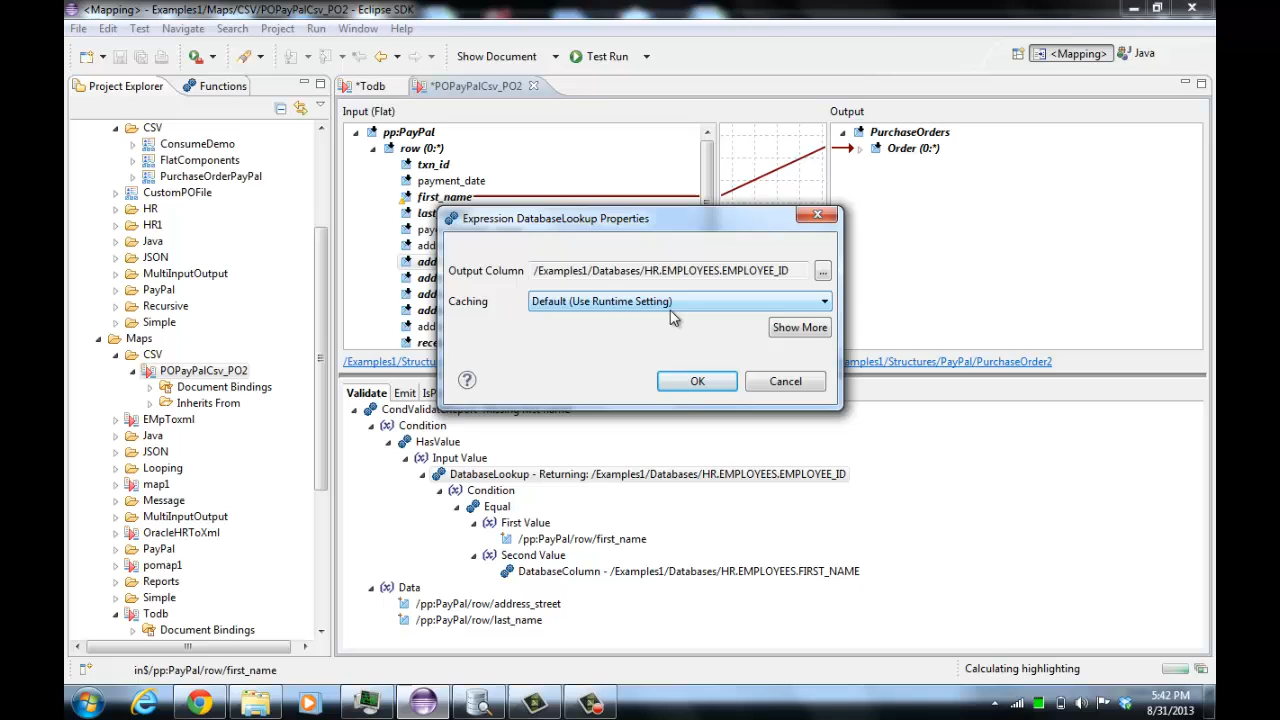 <Mapping> - Examples1/Maps/CSV/POPayPalCsv_PO2 - Eclipse SDK
File Edit Test Navigate Search Project Run Window Help
Show Document Test Run <Mapping> Java
Project Explorer Functions *Todb *POPayPalCsv_PO2
Input (Flat) Output
CSV
ConsumeDemo
FlatComponents
PurchaseOrderPayPal
CustomPOFile
HR
HR1
Java
JSON
MultiInputOutput
PayPal
Recursive
Simple
Maps
CSV
POPayPalCsv_PO2
Document Bindings
Inherits From
EMpToxml
Java
JSON
Looping
map1
Message
MultiInputOutput
OracleHRToXml
PayPal
pomap1
Reports
Simple
Todb
Document Bindings
pp:PayPal
row (0:*)
txn_id
payment_date
first_name
PurchaseOrders
Order (0:*)
Expression DatabaseLookup Properties
Output Column /Examples1/Databases/HR.EMPLOYEES.EMPLOYEE_ID ...
Caching Default (Use Runtime Setting)
Show More
OK Cancel
/Examples1/Structu
amples1/Structures/PayPal/PurchaseOrder2
Validate Emit IsP
Condition
HasValue
Input Value
DatabaseLookup - Returning: /Examples1/Databases/HR.EMPLOYEES.EMPLOYEE_ID
Condition
Equal
First Value
/pp:PayPal/row/first_name
Second Value
DatabaseColumn - /Examples1/Databases/HR.EMPLOYEES.FIRST_NAME
Data
/pp:PayPal/row/address_street
/pp:PayPal/row/last_name
in$/pp:PayPal/row/first_name
Calculating highlighting
5:42 PM
8/31/2013